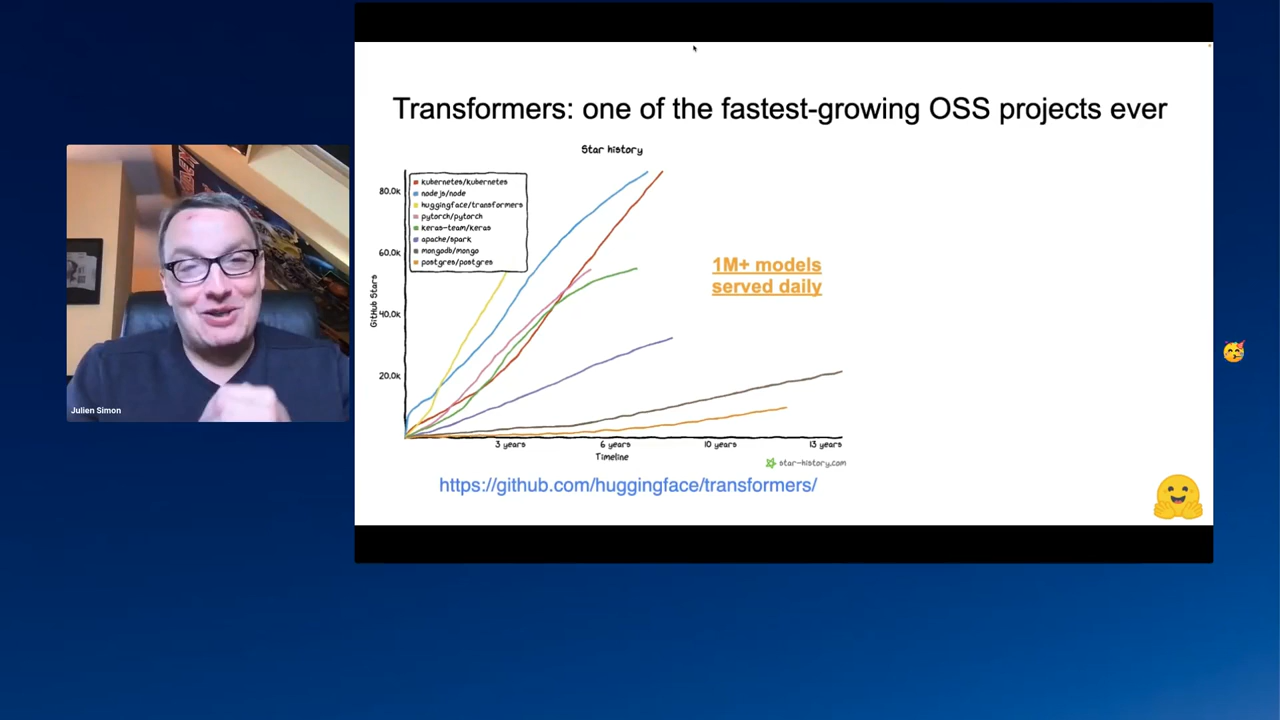 Transformers: one of the fastest-growing OSS projects ever
Star history
kubernetes/kubernetes
nodejs/node
huggingface/transformers
pytorch/pytorch
keras-team/keras
apache/spark
mongodb/mongo
postgres/postgres
80.0k
60.0k
40.0k
20.0k
GitHub Stars
3 years
6 years
10 years
13 years
Timeline
star-history.com
1M+ models
served daily
https://github.com/huggingface/transformers/
Julien Simon